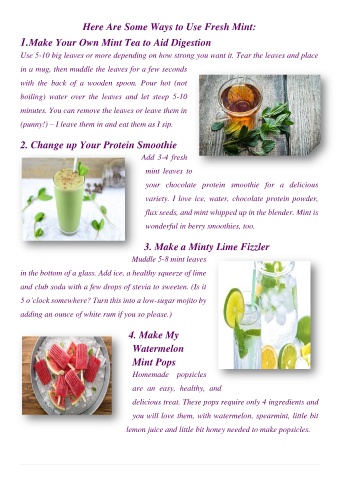 Here Are Some Ways to Use Fresh Mint:
1.Make Your Own Mint Tea to Aid Digestion
Use 5-10 big leaves or more depending on how strong you want it. Tear the leaves and place
in a mug, then muddle the leaves for a few seconds
with the back of a wooden spoon. Pour hot (not
boiling) water over the leaves and let steep 5-10
minutes. You can remove the leaves or leave them in
(punny!) – I leave them in and eat them as I sip.
2. Change up Your Protein Smoothie
Add 3-4 fresh
mint leaves to
your chocolate protein smoothie for a delicious
variety. I love ice, water, chocolate protein powder,
flax seeds, and mint whipped up in the blender. Mint is
wonderful in berry smoothies, too.
3. Make a Minty Lime Fizzler
Muddle 5-8 mint leaves
in the bottom of a glass. Add ice, a healthy squeeze of lime
and club soda with a few drops of stevia to sweeten. (Is it
5 o'clock somewhere? Turn this into a low-sugar mojito by
adding an ounce of white rum if you so please.)
4. Make My
Watermelon
Mint Pops
Homemade popsicles
are an easy, healthy, and
delicious treat. These pops require only 4 ingredients and
you will love them, with watermelon, spearmint, little bit
lemon juice and little bit honey needed to make popsicles.